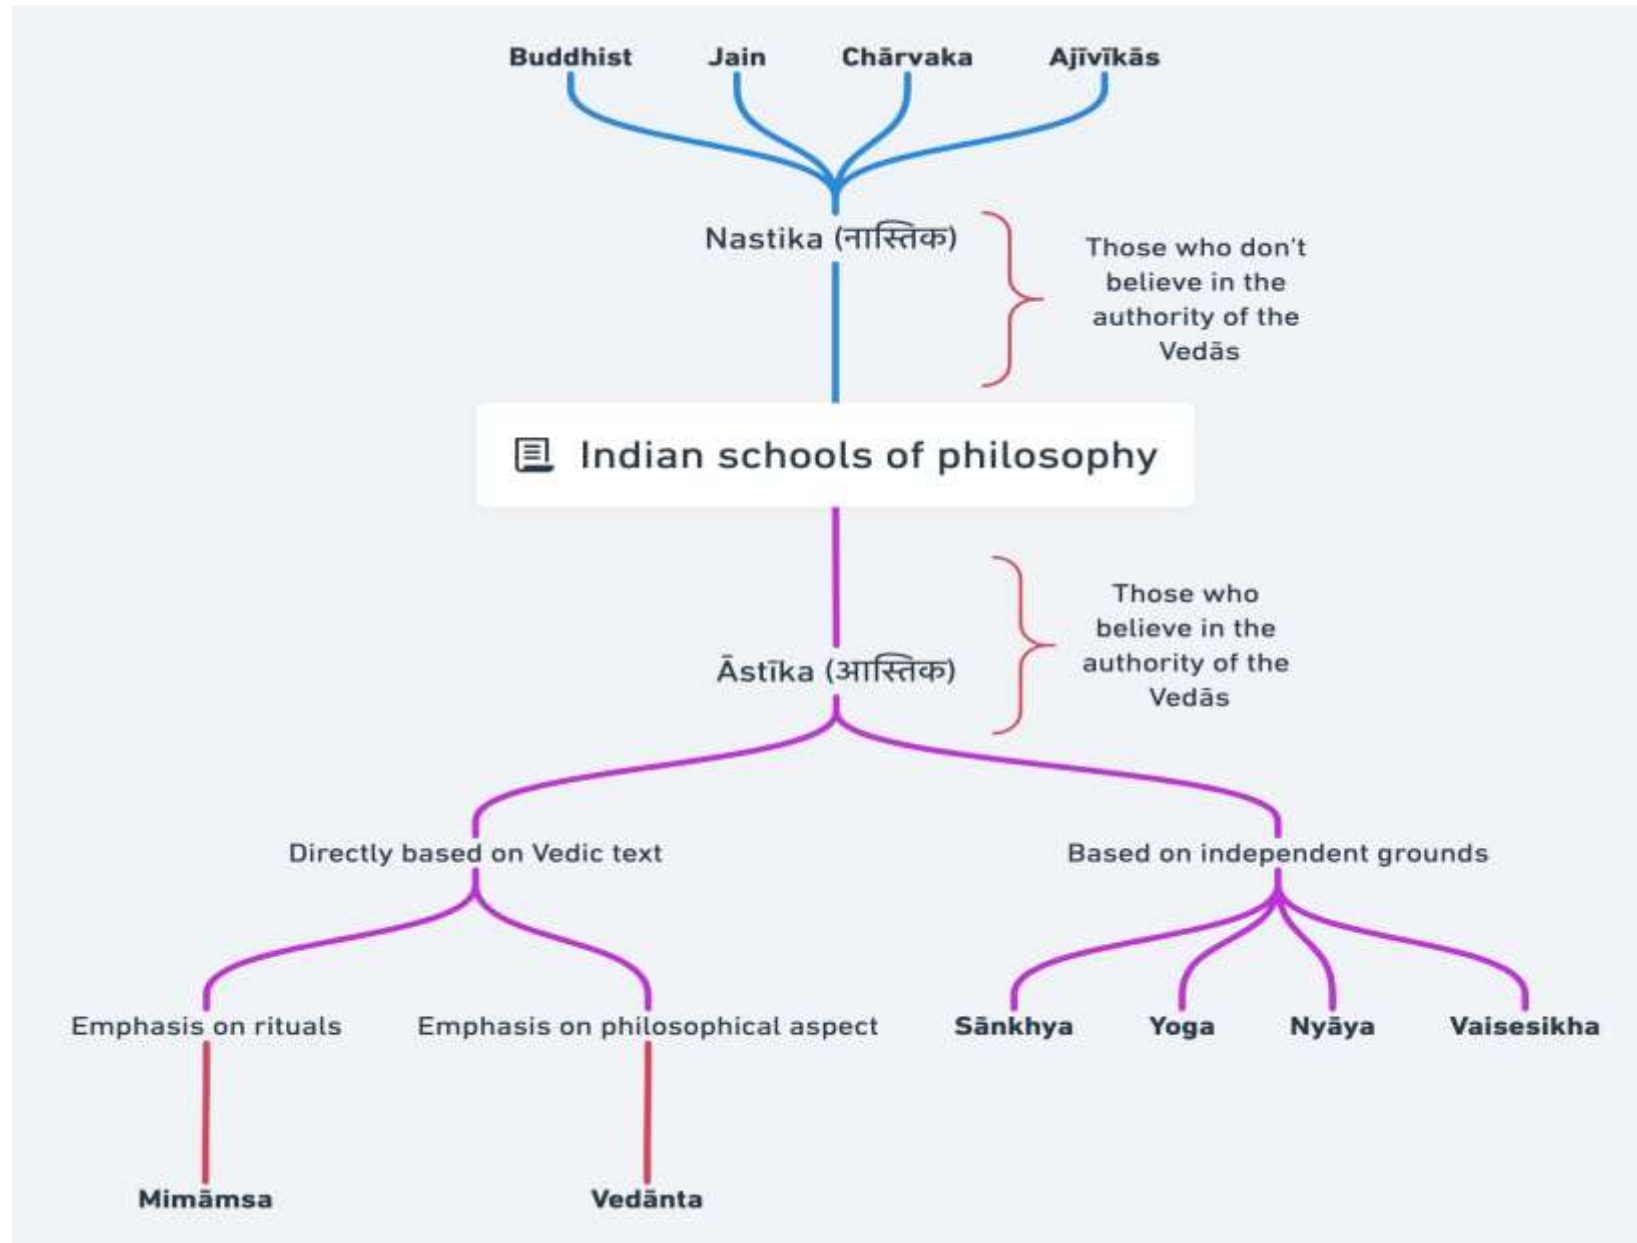 Buddhist
Jain
Chārvaka
Ajīvīkās
Nastika (नास्तिक)
Those who don't
believe in the
authority of the
Vedās
Indian schools of philosophy
Those who
believe in the
authority of the
Vedās
Āstīka (आस्तिक)
Directly based on Vedic text
Based on independent grounds
Emphasis on rituals
Emphasis on philosophical aspect
Sānkhya
Yoga
Nyāya
Vaisesikha
Mimāmsa
Vedānta